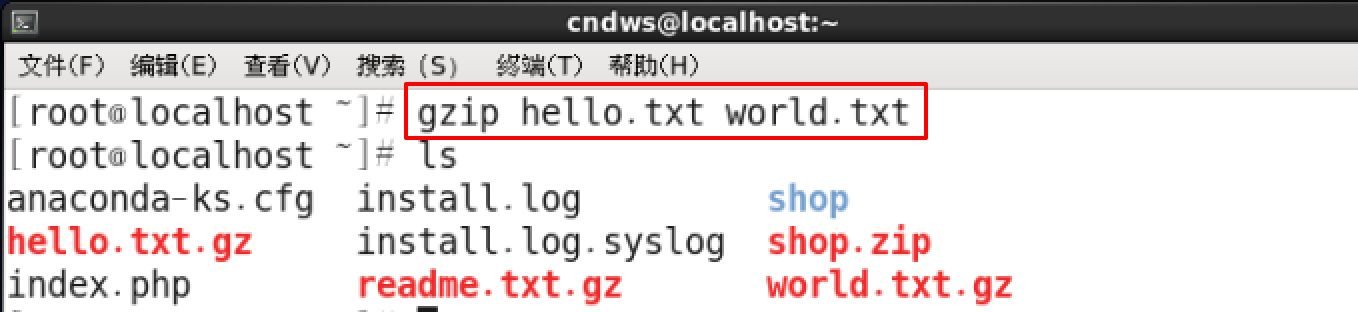 cndws@localhost:~
文件(F) 编辑(E) 查看(V) 搜索 (S) 终端(T) 帮助(H)
[root@localhost ~]# gzip hello.txt world.txt
[root@localhost ~]# ls
anaconda-ks.cfg install.log shop
hello.txt.gz install.log.syslog shop.zip
index.php readme.txt.gz world.txt.gz